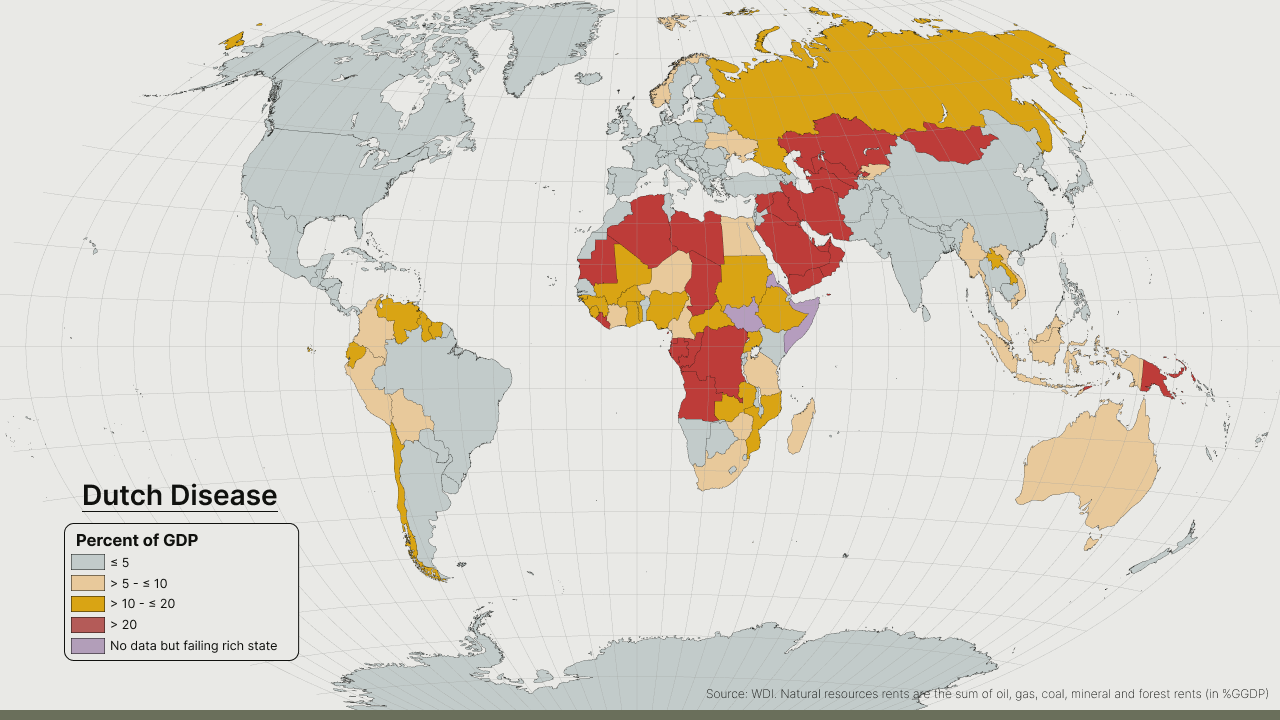 Dutch Disease
Percent of GDP
≤ 5
> 5 - ≤ 10
> 10 - ≤ 20
> 20
No data but failing rich state
Source: WDI. Natural resources rents are the sum of oil, gas, coal, mineral and forest rents (in %GGDP)